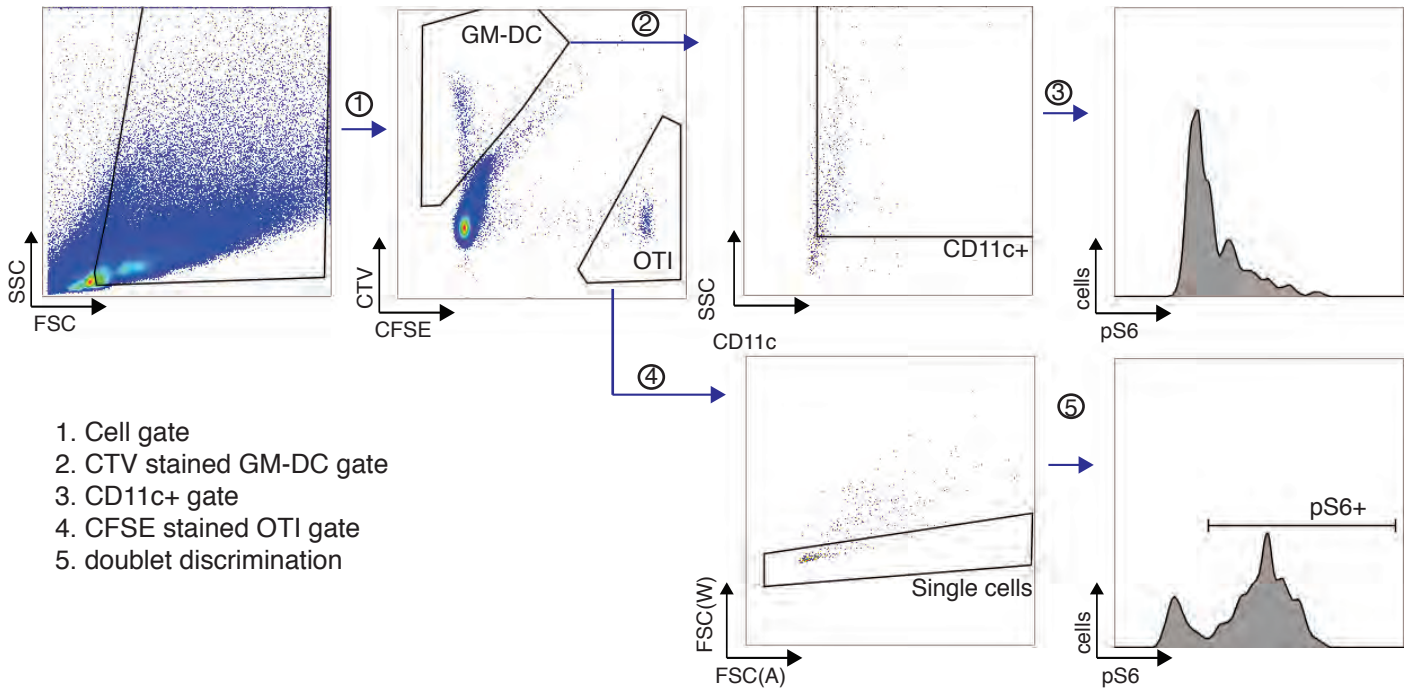 SSC
FSC
1
CTV
CFSE
GM-DC
OTI
2
SSC
CD11c
CD11c+
3
cells
pS6
4
FSC(W)
FSC(A)
Single cells
5
pS6+
cells
pS6
1. Cell gate
2. CTV stained GM-DC gate
3. CD11c+ gate
4. CFSE stained OTI gate
5. doublet discrimination